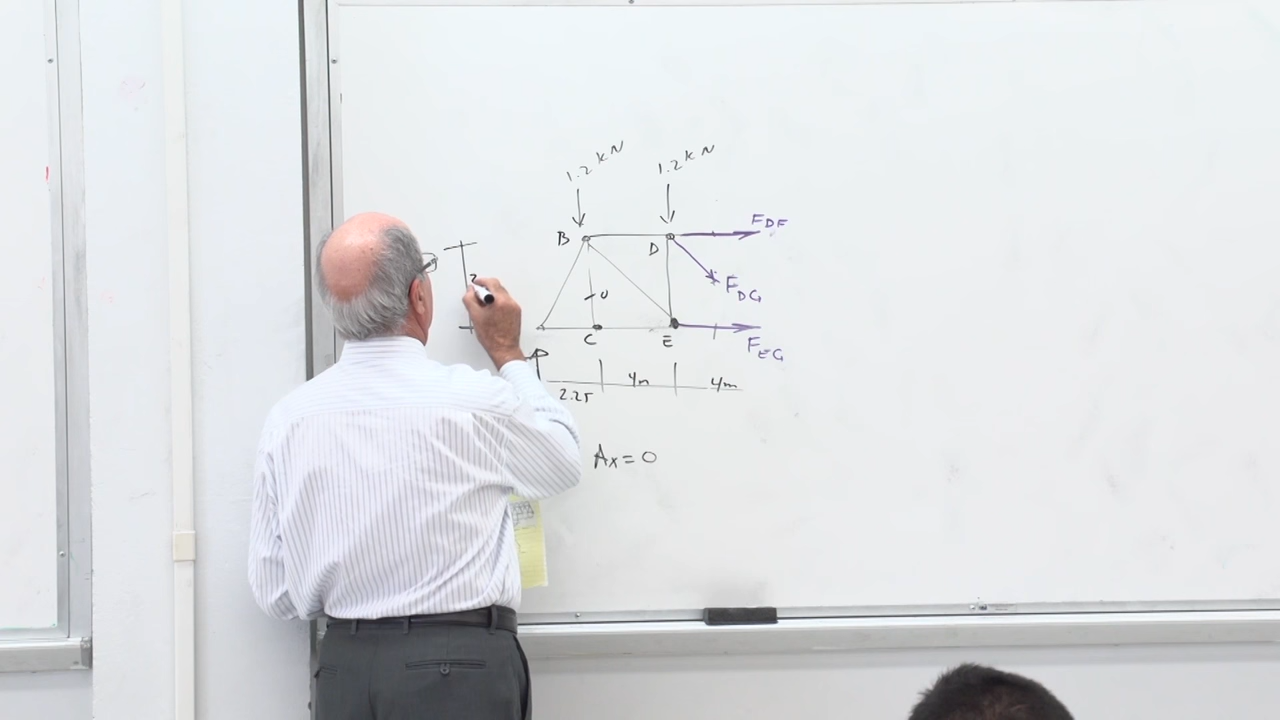 1.2 kN
1.2 kN
B
D
FDF
FDG
0
C
E
FEG
2.25
4m
4m
Ax = 0